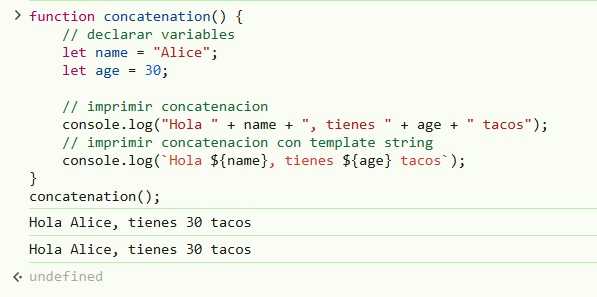 function concatenation() {
    // declarar variables
    let name = "Alice";
    let age = 30;

    // imprimir concatenacion
    console.log("Hola " + name + ", tienes " + age + " tacos");
    // imprimir concatenacion con template string
    console.log(`Hola ${name}, tienes ${age} tacos`);
}
concatenation();
Hola Alice, tienes 30 tacos
Hola Alice, tienes 30 tacos
undefined